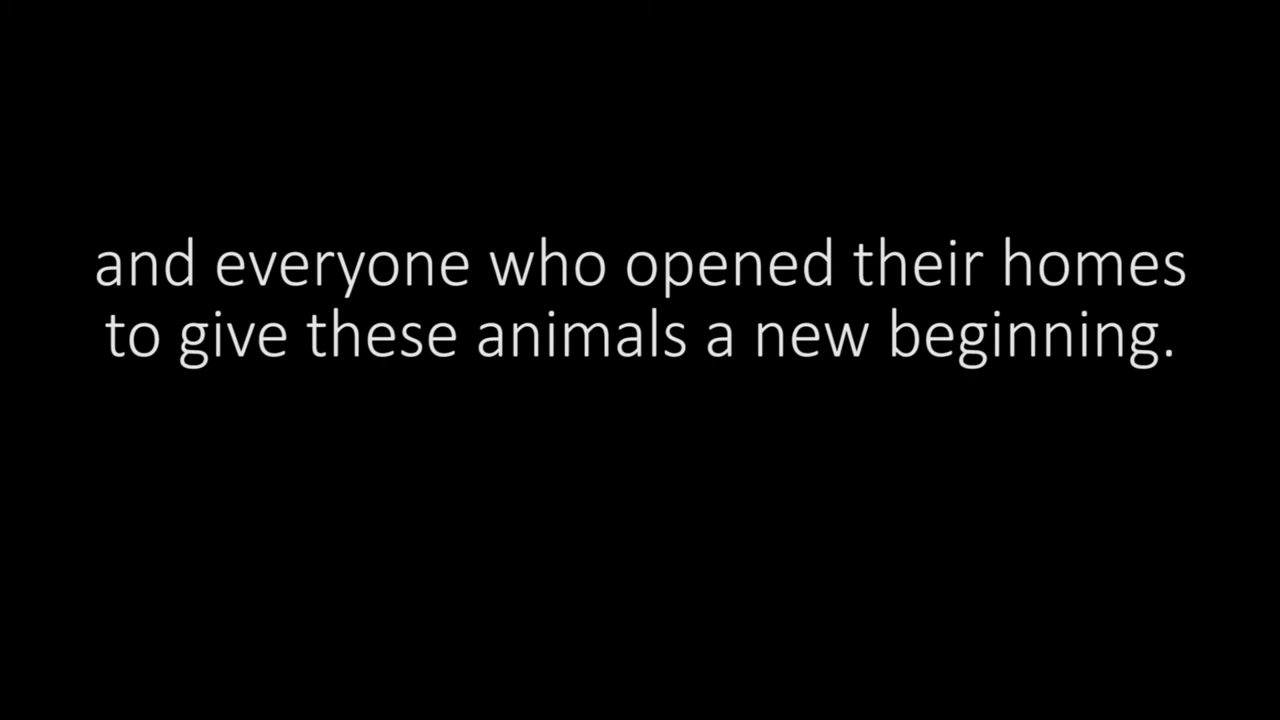 and everyone who opened their homes
to give these animals a new beginning.